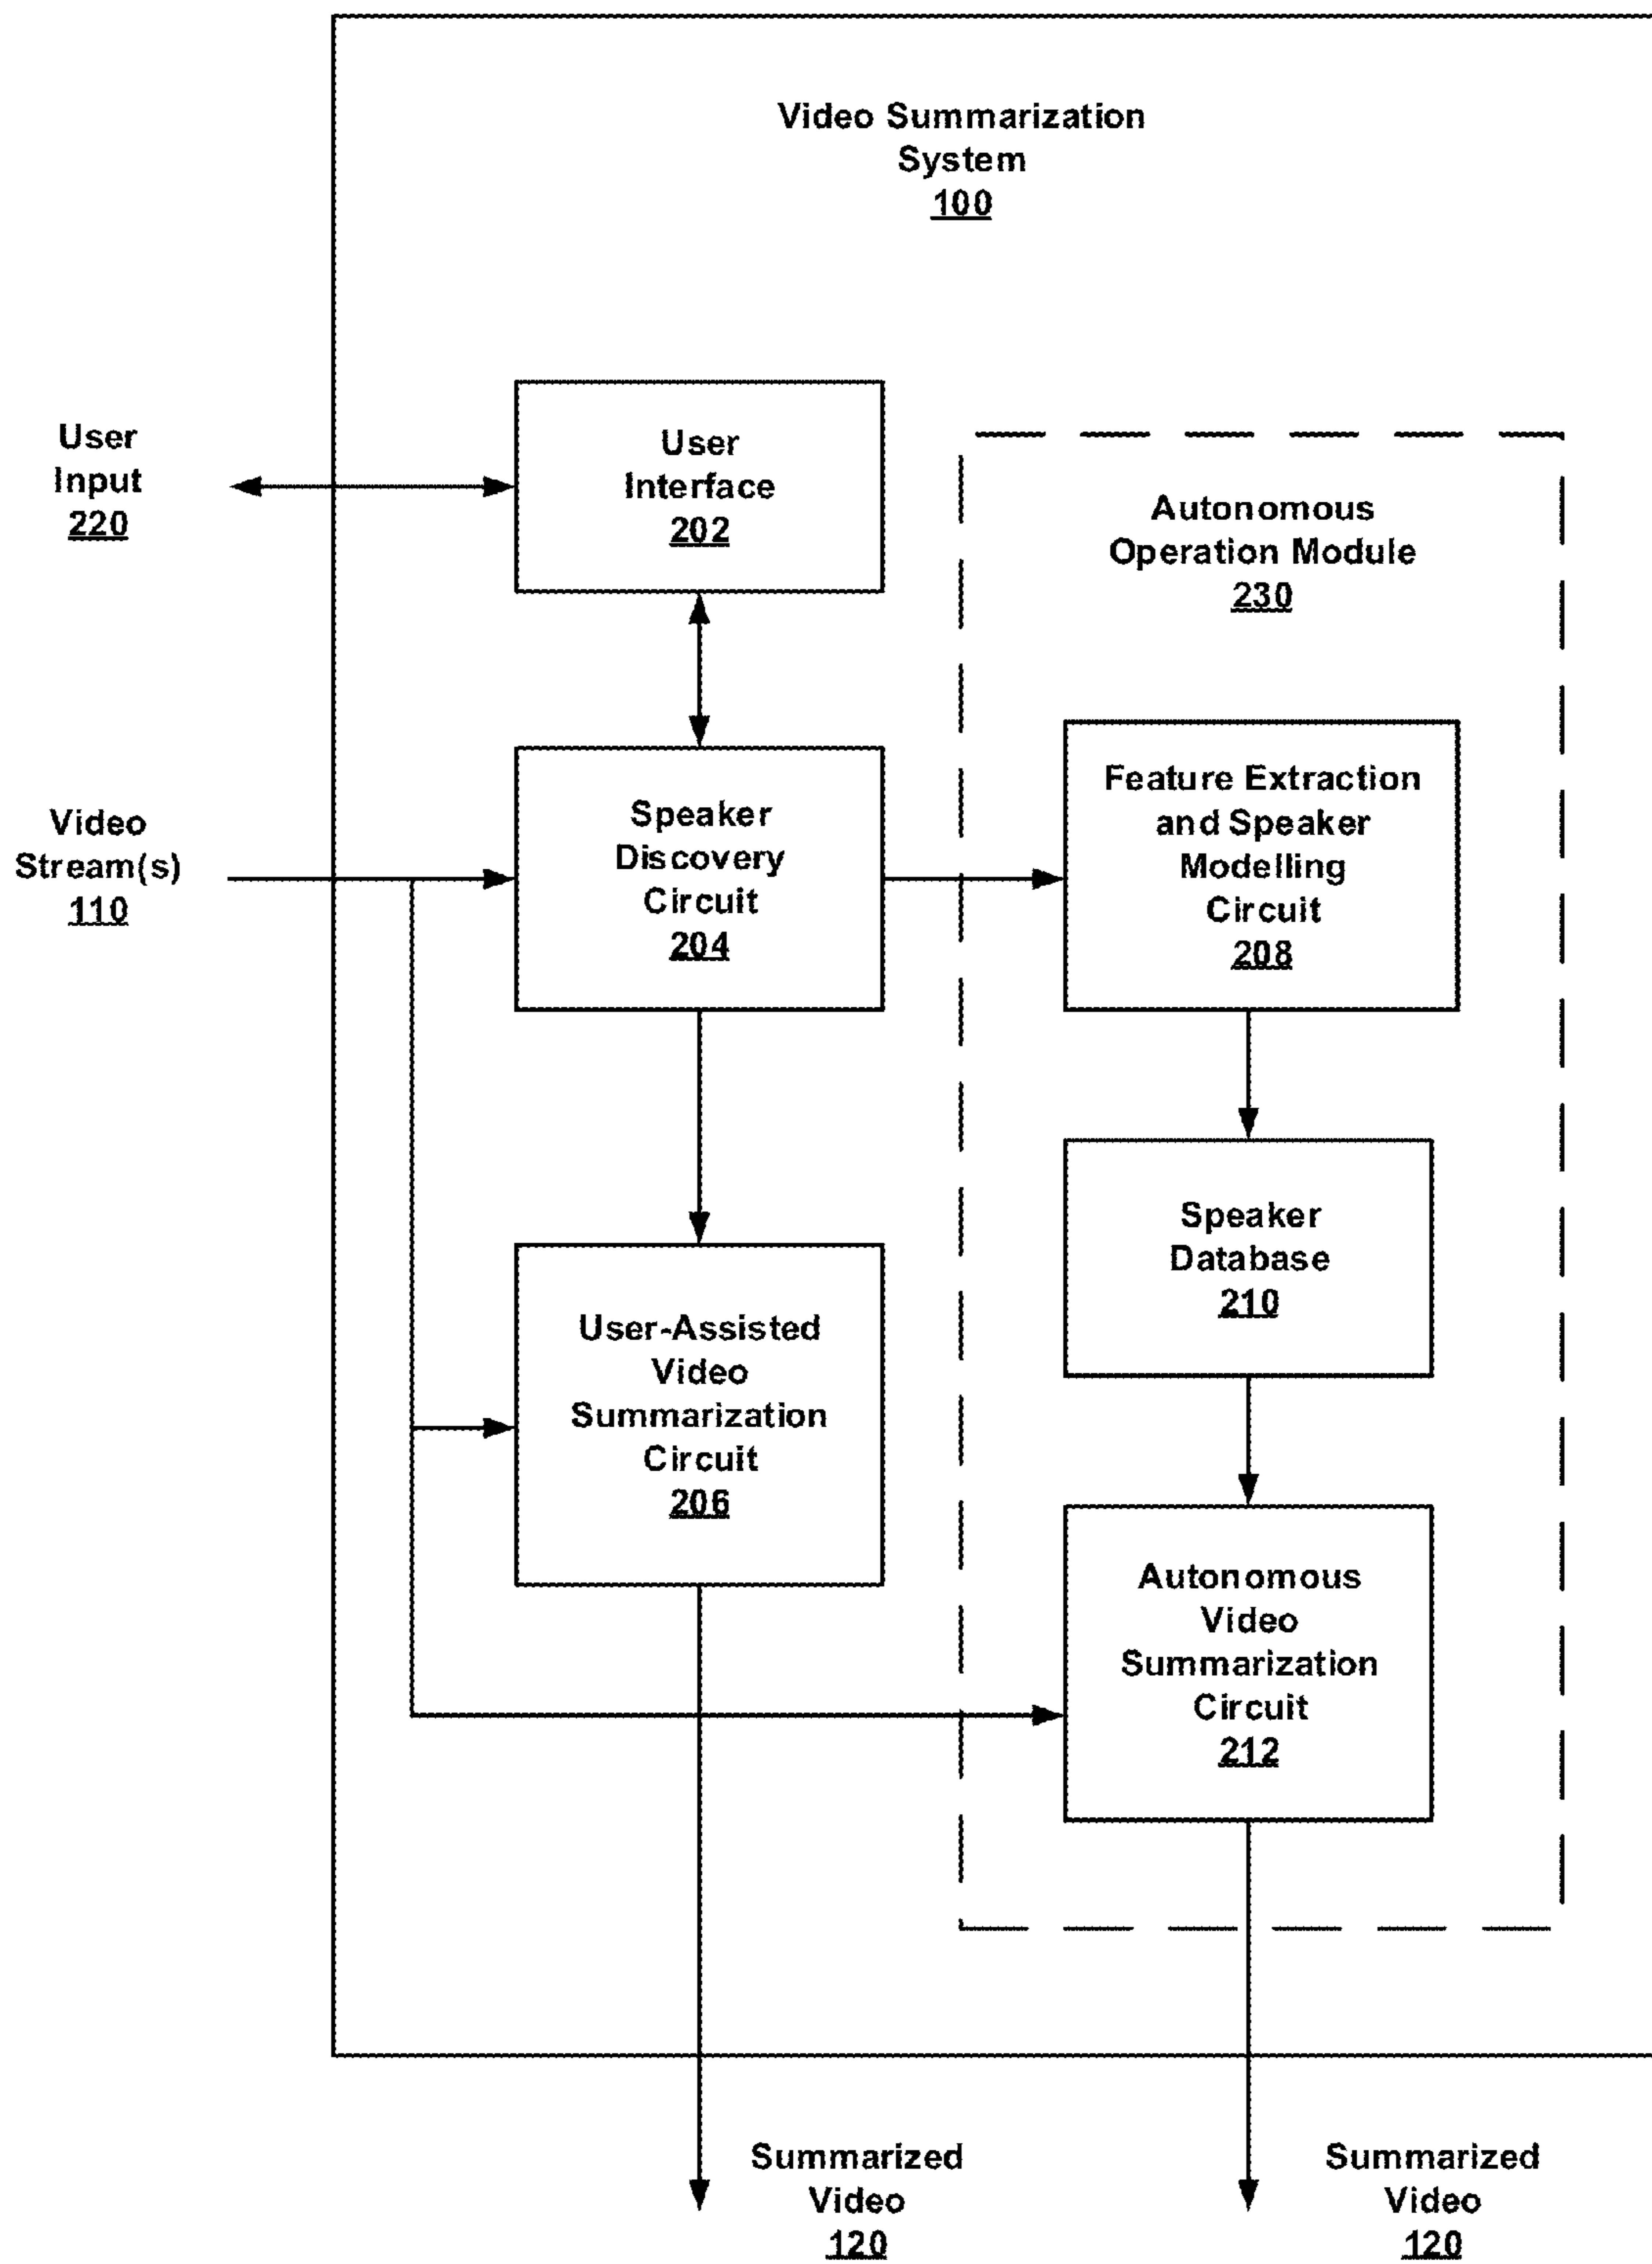 Video Summarization
System
100
User
Input
220
User
Interface
202
Autonomous
Operation Module
230
Video
Stream(s)
110
Speaker
Discovery
Circuit
204
Feature Extraction
and Speaker
Modelling
Circuit
208
Speaker
Database
210
User-Assisted
Video
Summarization
Circuit
206
Autonomous
Video
Summarization
Circuit
212
Summarized
Video
120
Summarized
Video
120